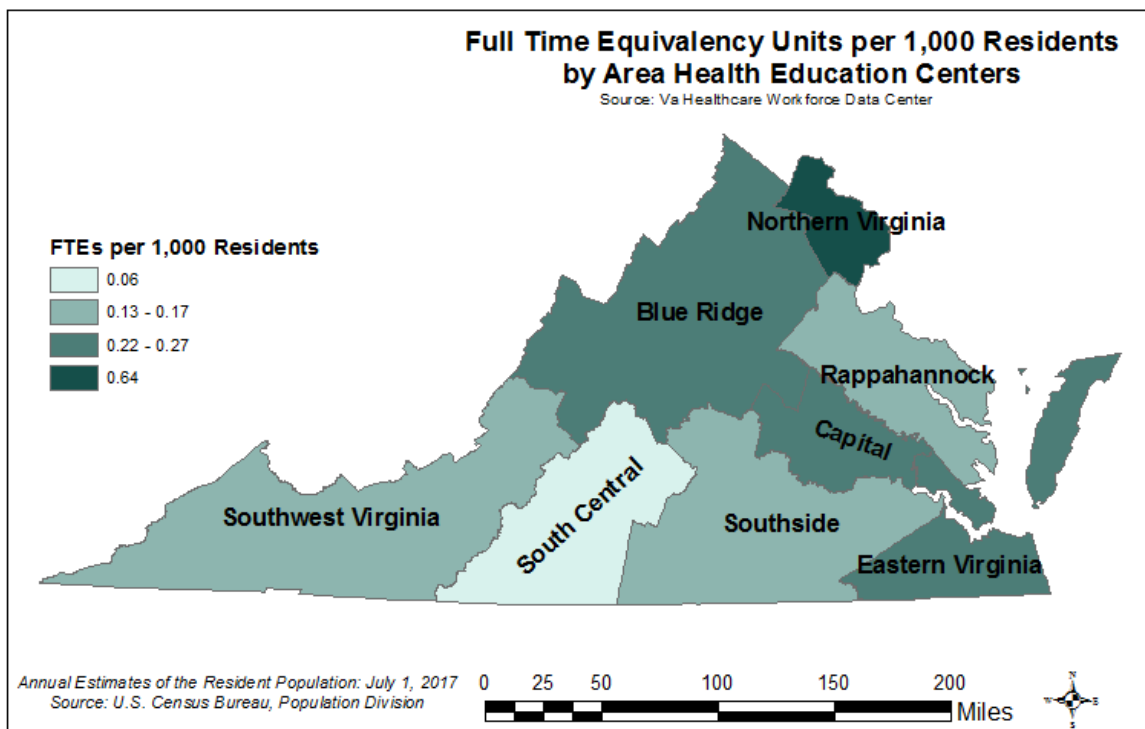 Full Time Equivalency Units per 1,000 Residents
by Area Health Education Centers
Source: Va Healthcare Workforce Data Center
Northern Virginia
FTEs per 1,000 Residents
0.06
0.13 - 0.17
0.22 - 0.27
0.64
Blue Ridge
Rappahannock
Capital
South Central
Southwest Virginia
Southside
Eastern Virginia
Annual Estimates of the Resident Population: July 1, 2017
Source: U.S. Census Bureau, Population Division
0 25 50 100 150 200
Miles
N
W E
S